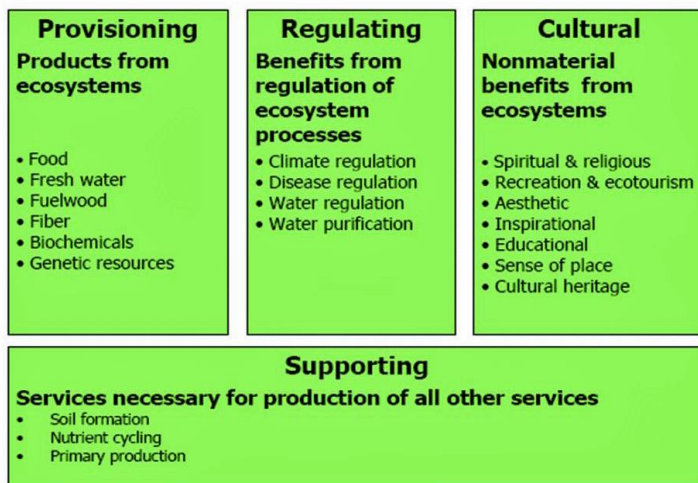 Provisioning
Products from
ecosystems
• Food
• Fresh water
• Fuelwood
• Fiber
• Biochemicals
• Genetic resources
Regulating
Benefits from
regulation of
ecosystem
processes
• Climate regulation
• Disease regulation
• Water regulation
• Water purification
Cultural
Nonmaterial
benefits from
ecosystems
• Spiritual & religious
• Recreation & ecotourism
• Aesthetic
• Inspirational
• Educational
• Sense of place
• Cultural heritage
Supporting
Services necessary for production of all other services
• Soil formation
• Nutrient cycling
• Primary production